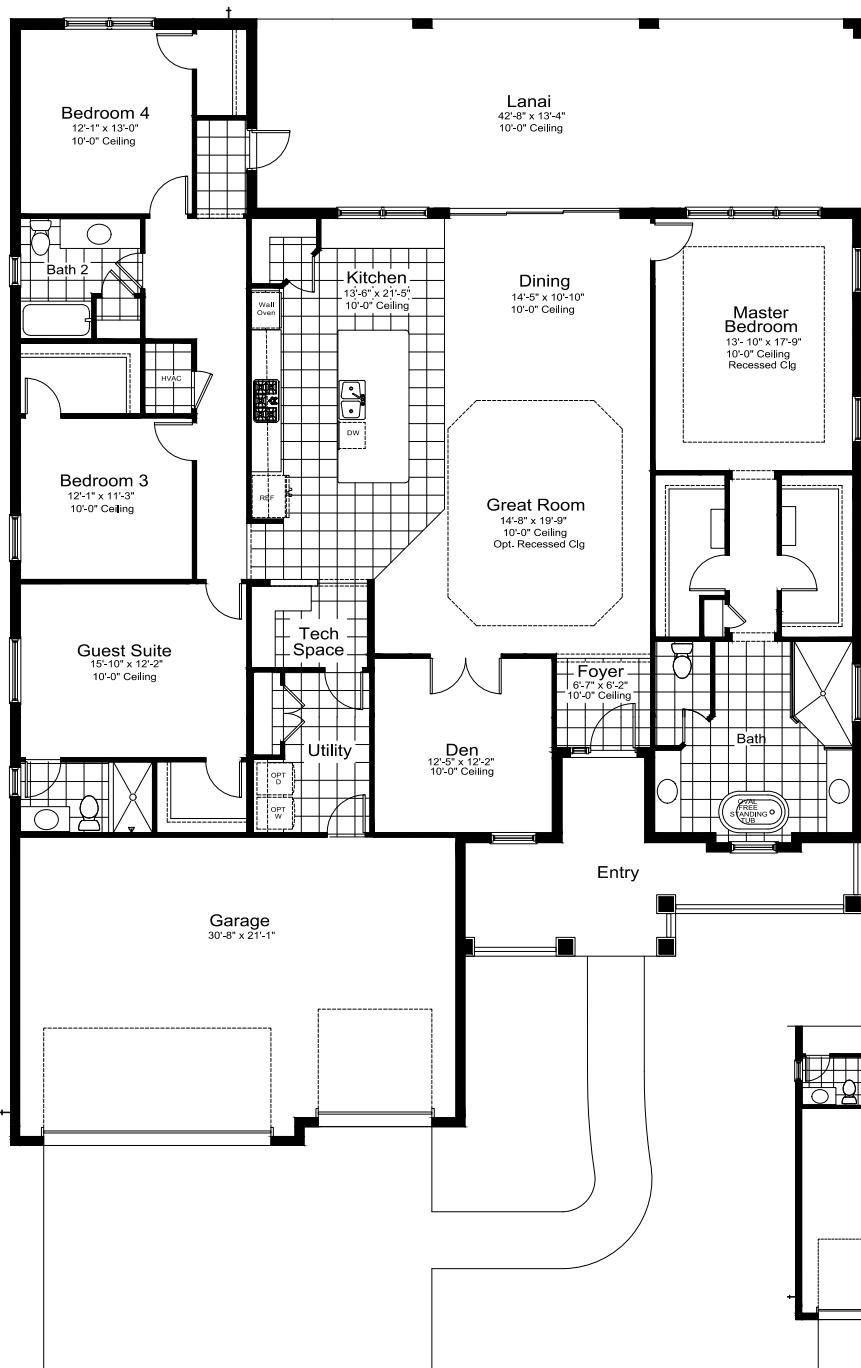 Bedroom 4
12'-1" x 13'-0"
10'-0" Ceiling
Lanai
42'-8" x 13'-4"
10'-0" Ceiling
Bath 2
Kitchen
13'-6" x 21'-5"
10'-0" Ceiling
Dining
14'-5" x 10'-10"
10'-0" Ceiling
Wall
Oven
Master
Bedroom
13'- 10" x 17'-9"
10'-0" Ceiling
Recessed Clg
HVAC
DW
Bedroom 3
12'-1" x 11'-3"
10'-0" Ceiling
REF
Great Room
14'-8" x 19'-9"
10'-0" Ceiling
Opt. Recessed Clg
Guest Suite
15'-10" x 12'-2"
10'-0" Ceiling
Tech
Space
Foyer
6'-7" x 6'-2"
10'-0" Ceiling
Utility
Den
12'-5" x 12'-2"
10'-0" Ceiling
Bath
OPT
D
OPT
W
OVAL
FREE
STANDING
TUB
Entry
Garage
30'-8" x 21'-1"